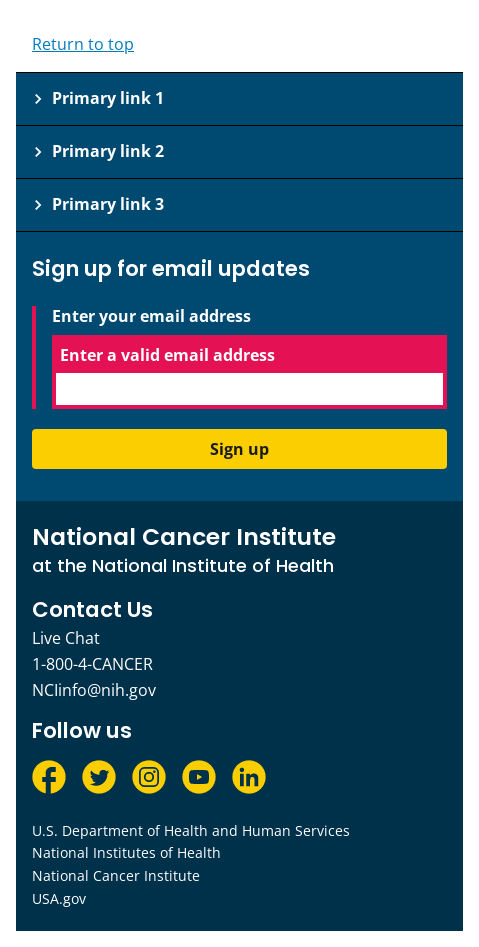 Return to top
Primary link 1
Primary link 2
Primary link 3
Sign up for email updates
Enter your email address
Enter a valid email address
Sign up
National Cancer Institute
at the National Institute of Health
Contact Us
Live Chat
1-800-4-CANCER
NCIinfo@nih.gov
Follow us
U.S. Department of Health and Human Services
National Institutes of Health
National Cancer Institute
USA.gov